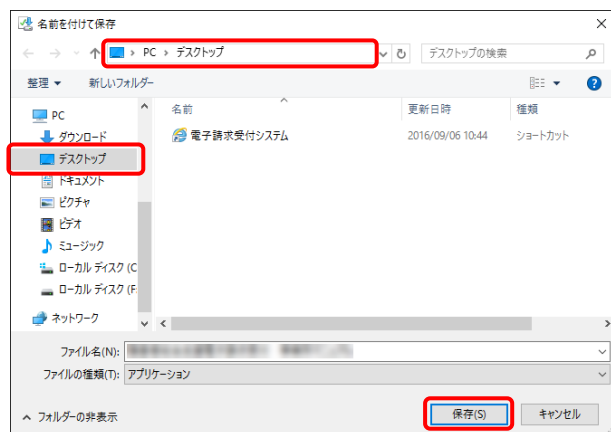 名前を付けて保存
PC › デスクトップ
デスクトップの検索
整理
新しいフォルダー
名前
更新日時
種類
PC
ダウンロード
デスクトップ
ドキュメント
ピクチャ
ビデオ
ミュージック
ローカル ディスク (C
ローカル ディスク (F:
ネットワーク
電子請求受付システム
2016/09/06 10:44
ショートカット
ファイル名(N):
ファイルの種類(T):
アプリケーション
フォルダーの非表示
保存(S)
キャンセル